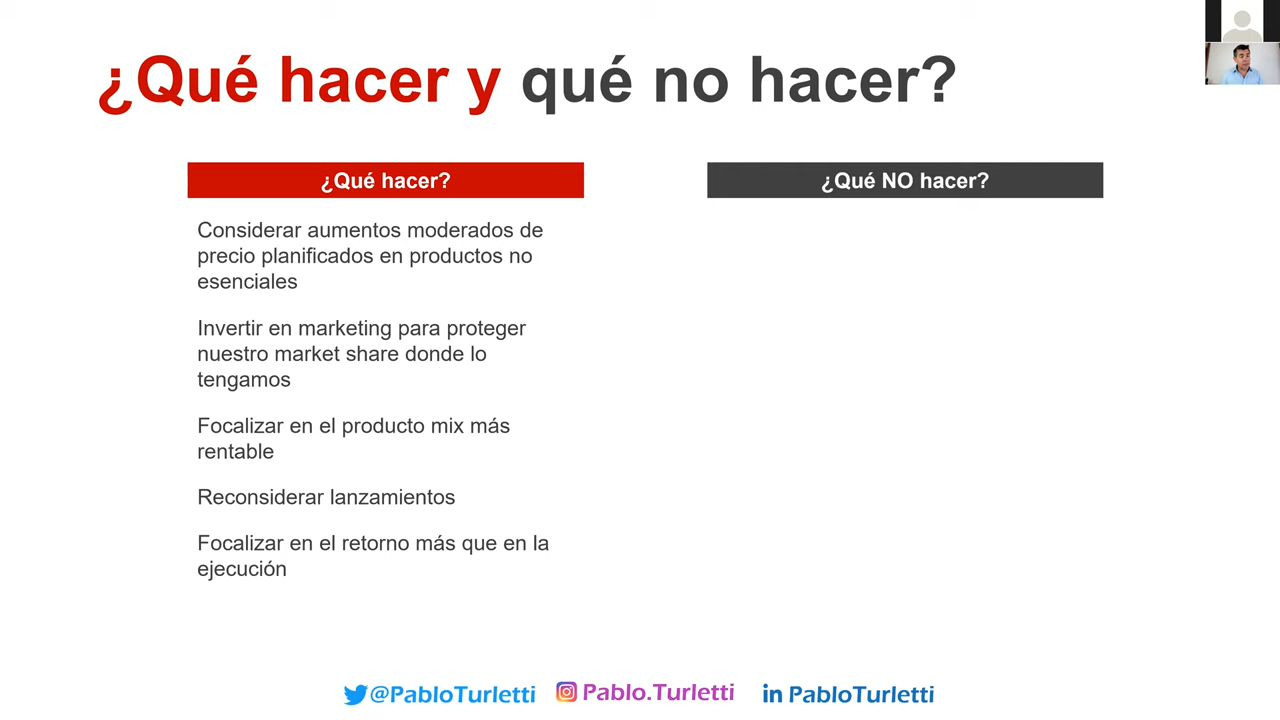 ¿Qué hacer y qué no hacer?
¿Qué hacer?
Considerar aumentos moderados de
precio planificados en productos no
esenciales
Invertir en marketing para proteger
nuestro market share donde lo
tengamos
Focalizar en el producto mix más
rentable
Reconsiderar lanzamientos
Focalizar en el retorno más que en la
ejecución
¿Qué NO hacer?
@PabloTurletti
Pablo.Turletti
in PabloTurletti